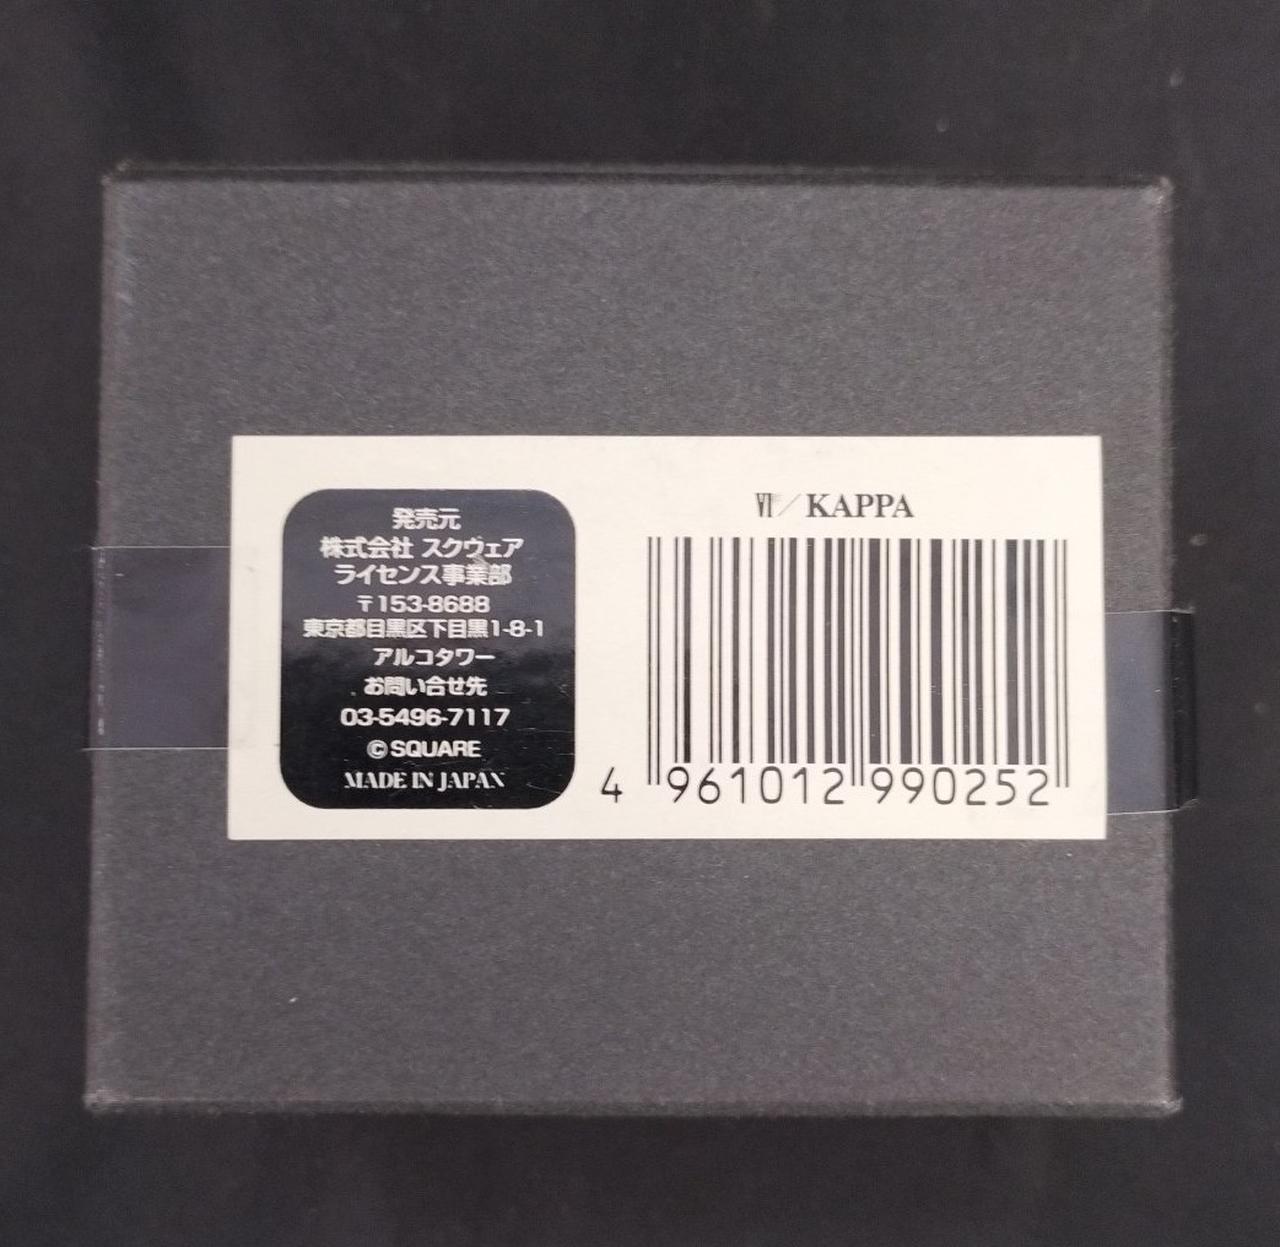 発売元
株式会社 スクウェア
ライセンス事業部
〒153-8688
東京都目黒区下目黒1-8-1
アルコタワー
お問い合せ先
03-5496-7117
©SQUARE
MADE IN JAPAN
Ⅵ/KAPPA
4 961012 990252